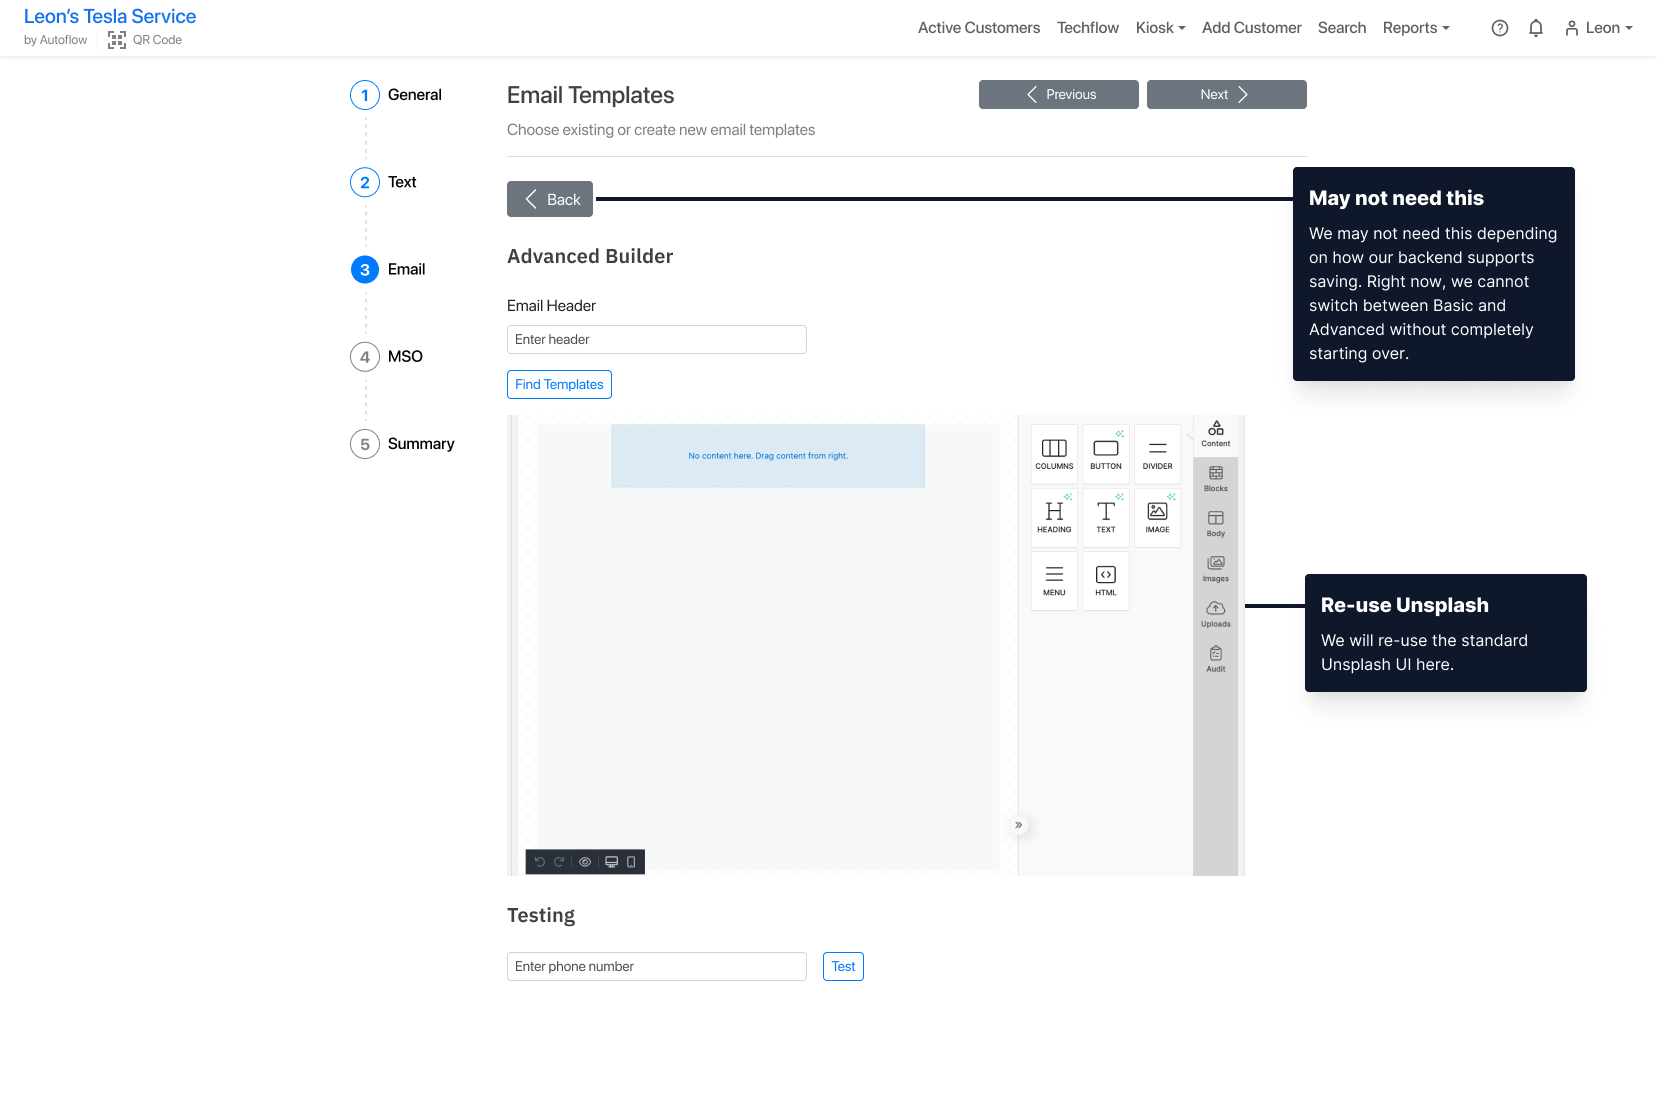 Leon's Tesla Service
by Autoflow QR Code
Active Customers Techflow Kiosk Add Customer Search Reports Leon
1 General
2 Text
3 Email
4 MSO
5 Summary
Email Templates
Previous Next
Choose existing or create new email templates
Back
May not need this
We may not need this depending
on how our backend supports
saving. Right now, we cannot
switch between Basic and
Advanced without completely
starting over.
Advanced Builder
Email Header
Enter header
Find Templates
No content here. Drag content from right.
COLUMNS BUTTON DIVIDER
HEADING TEXT IMAGE
MENU HTML
Content
Blocks
Body
Images
Uploads
Audit
Re-use Unsplash
We will re-use the standard
Unsplash UI here.
Testing
Enter phone number Test